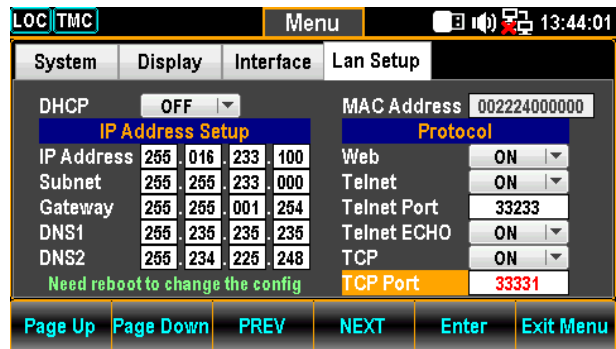 LOC TMC Menu 13:44:01
System Display Interface Lan Setup
DHCP OFF MAC Address 002224000000
IP Address Setup Protocol
IP Address 255 . 016 . 233 . 100 Web ON
Subnet 255 . 255 . 233 . 000 Telnet ON
Gateway 255 . 255 . 001 . 254 Telnet Port 33233
DNS1 255 . 235 . 235 . 235 Telnet ECHO ON
DNS2 255 . 234 . 225 . 248 TCP ON
Need reboot to change the config TCP Port 33331
Page Up Page Down PREV NEXT Enter Exit Menu